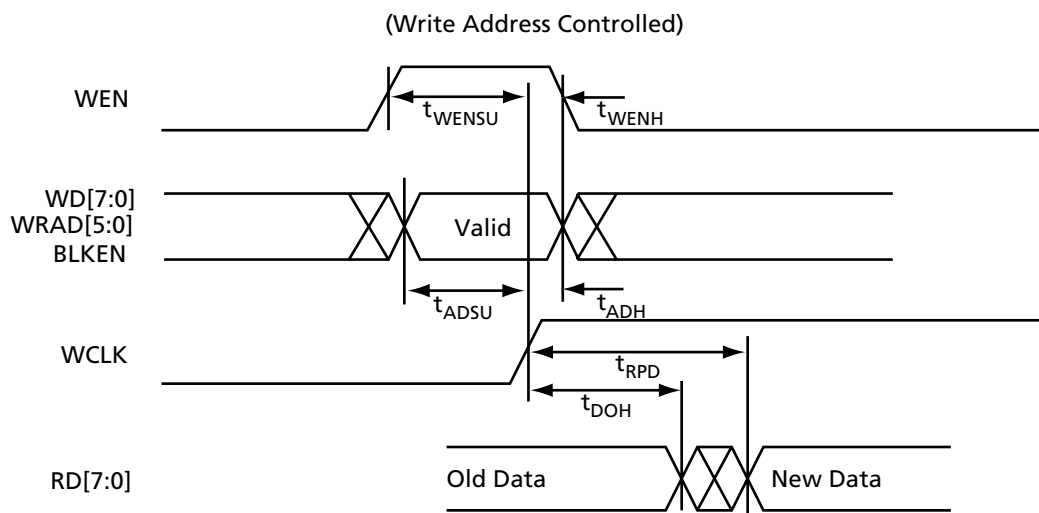 (Write Address Controlled)
WEN
tWENSU
tWENH
WD[7:0]
WRAD[5:0]
BLKEN
Valid
tADSU
tADH
WCLK
tRPD
tDOH
RD[7:0]
Old Data
New Data